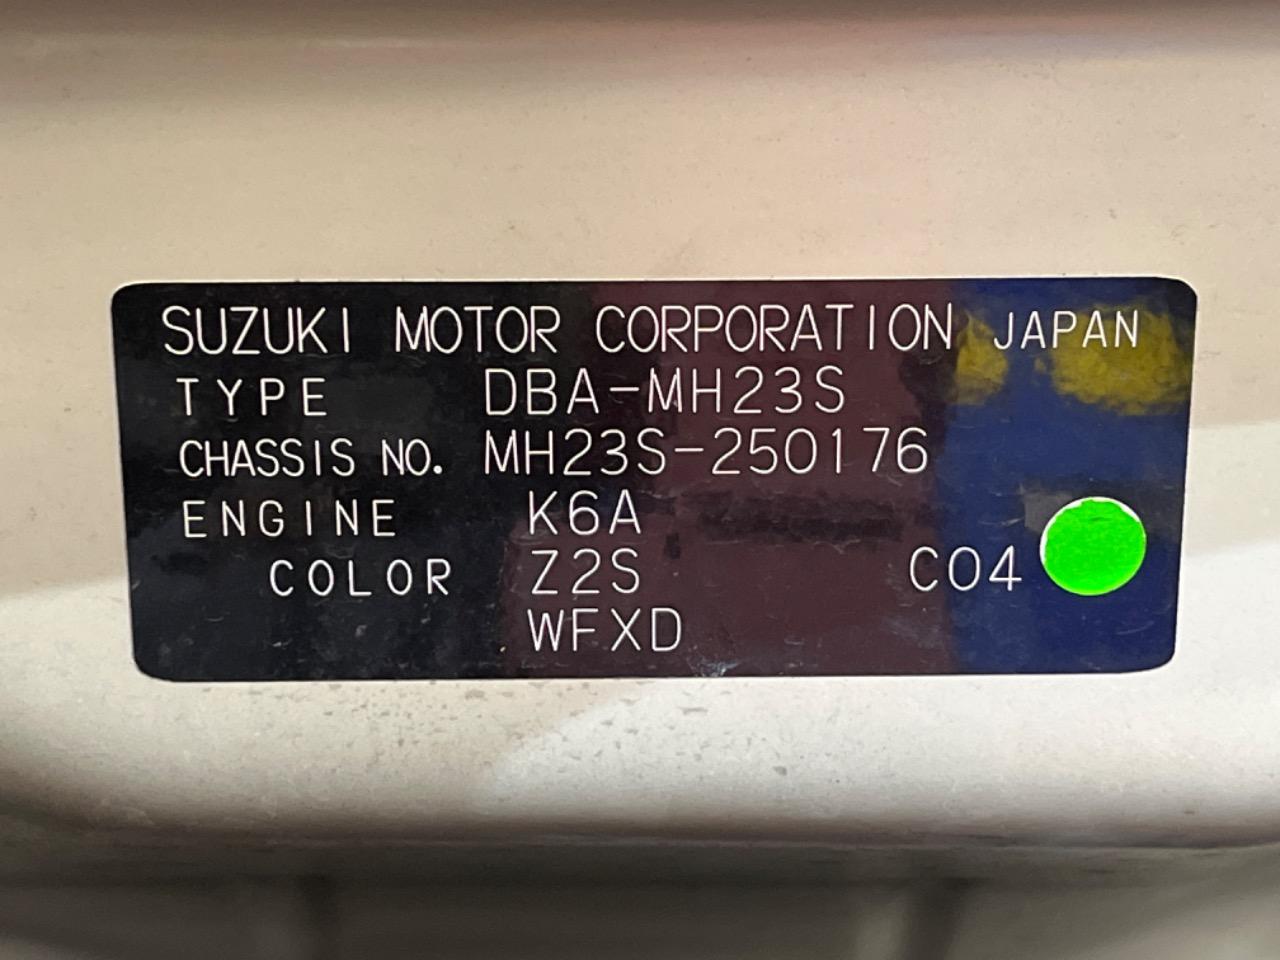 SUZUKI MOTOR CORPORATION JAPAN
TYPE DBA-MH23S
CHASSIS NO. MH23S-250176
ENGINE K6A
COLOR Z2S C04
WFXD